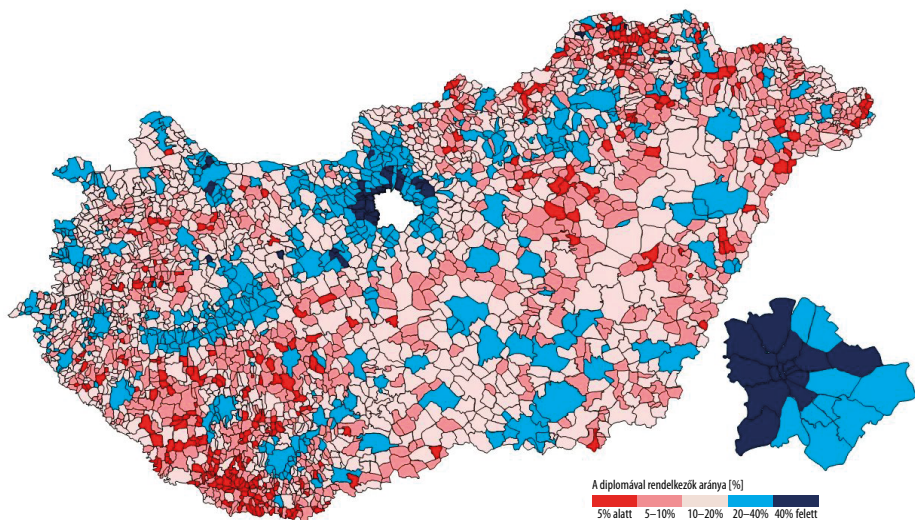 A diplomával rendelkezők aránya [%]
5% alatt 5–10% 10–20% 20–40% 40% felett